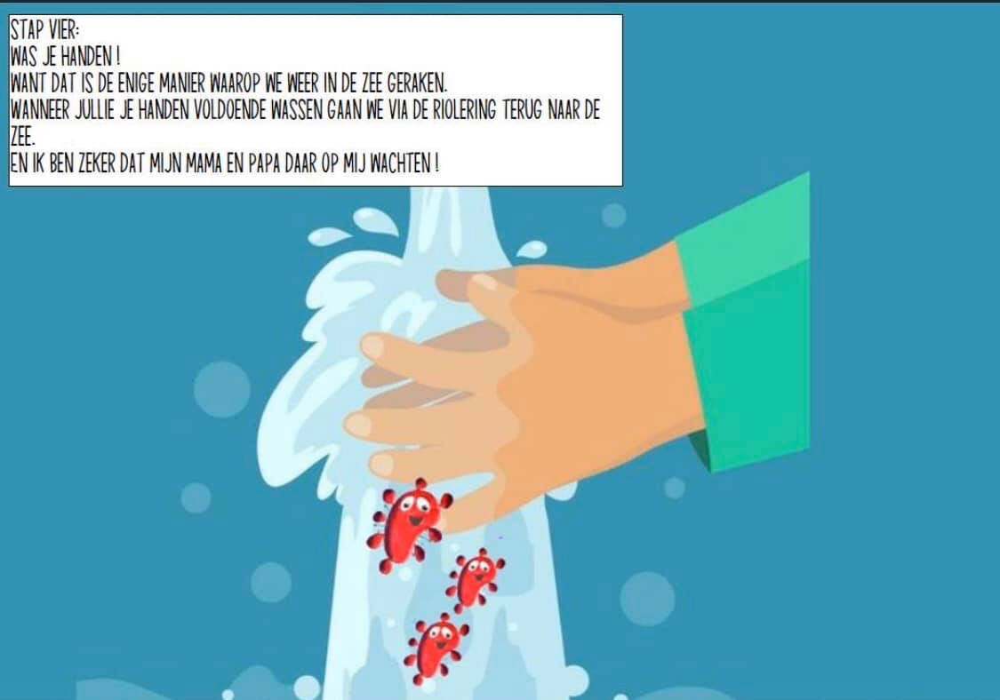 STAP VIER:
WAS JE HANDEN !
WANT DAT IS DE ENIGE MANIER WAAROP WE WEER IN DE ZEE GERAKEN.
WANNEER JULLIE JE HANDEN VOLDOENDE WASSEN GAAN WE VIA DE RIOLERING TERUG NAAR DE
ZEE.
EN IK BEN ZEKER DAT MIJN MAMA EN PAPA DAAR OP MIJ WACHTEN !